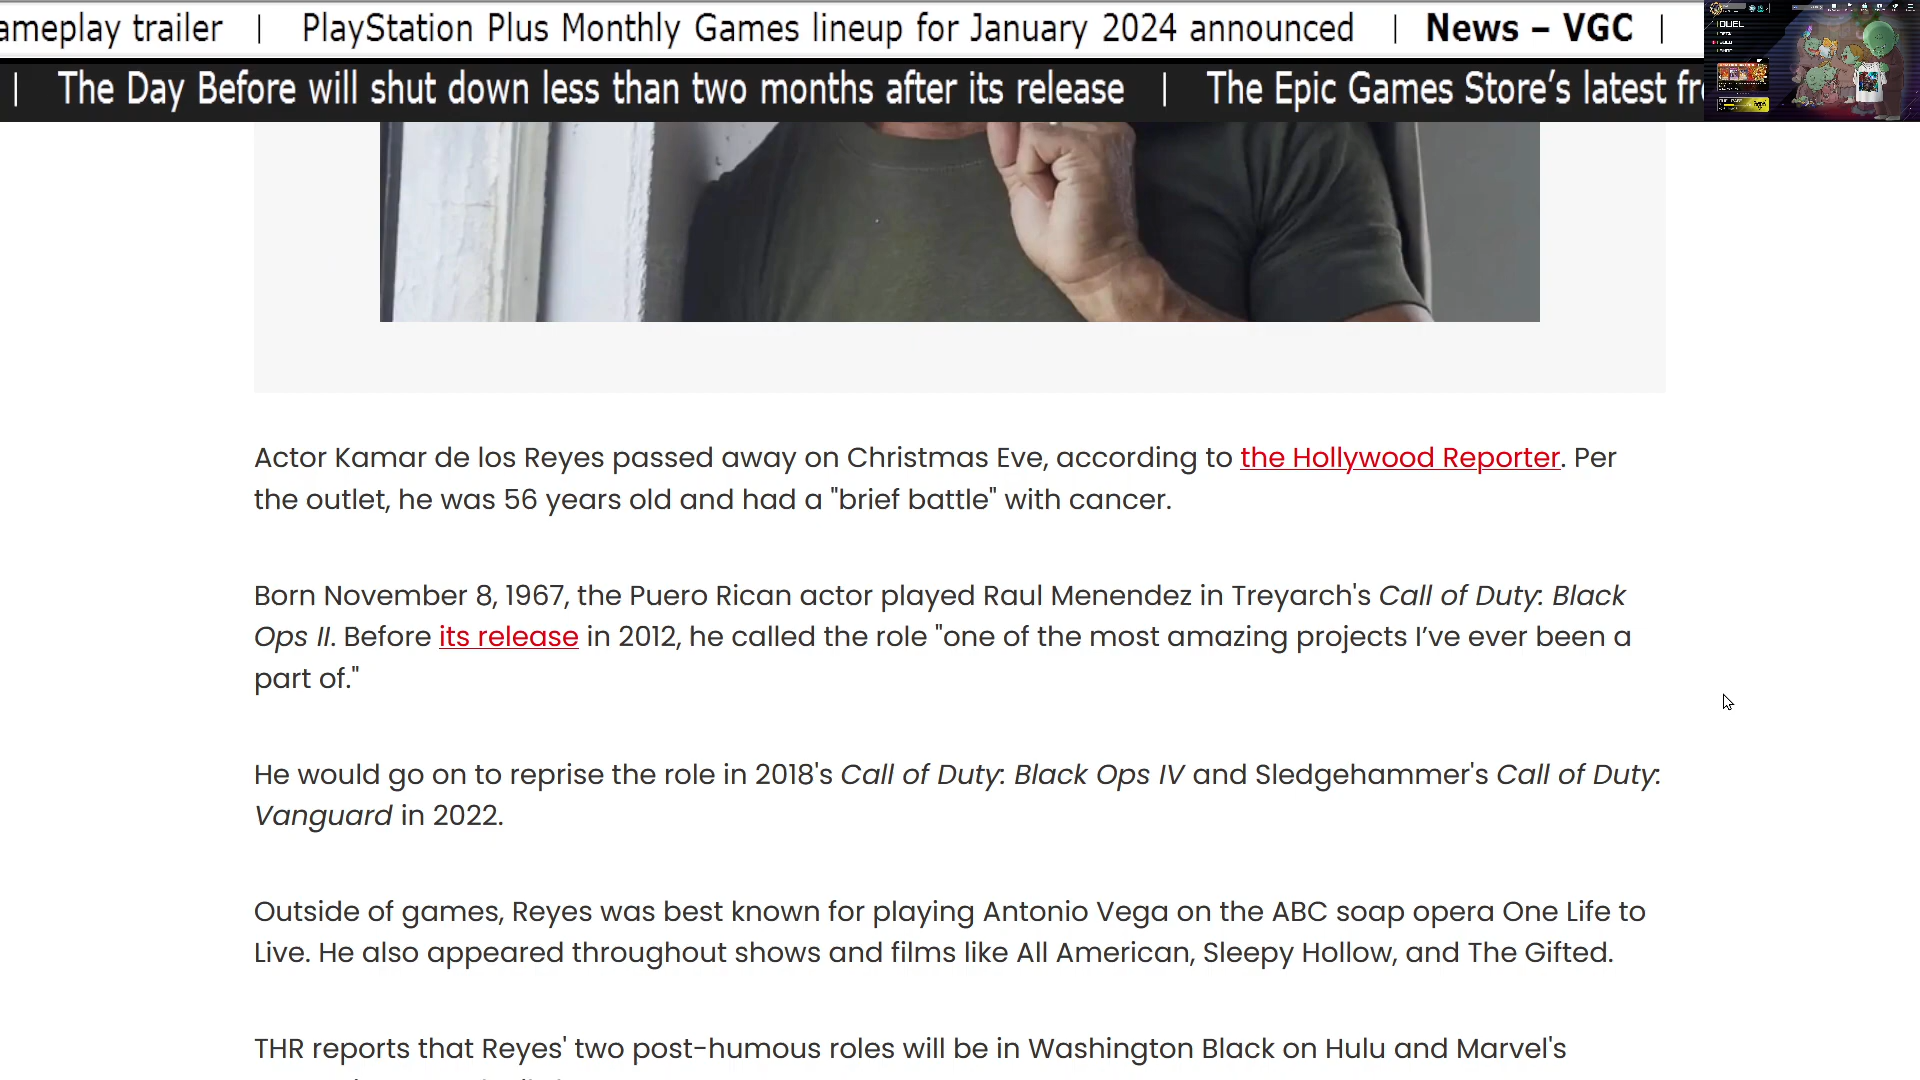 ameplay trailer | PlayStation Plus Monthly Games lineup for January 2024 announced | News – VGC |
| The Day Before will shut down less than two months after its release | The Epic Games Store’s latest fr
DUEL
Actor Kamar de los Reyes passed away on Christmas Eve, according to the Hollywood Reporter. Per
the outlet, he was 56 years old and had a "brief battle" with cancer.
Born November 8, 1967, the Puero Rican actor played Raul Menendez in Treyarch's Call of Duty: Black
Ops II. Before its release in 2012, he called the role "one of the most amazing projects I’ve ever been a
part of."
He would go on to reprise the role in 2018's Call of Duty: Black Ops IV and Sledgehammer's Call of Duty:
Vanguard in 2022.
Outside of games, Reyes was best known for playing Antonio Vega on the ABC soap opera One Life to
Live. He also appeared throughout shows and films like All American, Sleepy Hollow, and The Gifted.
THR reports that Reyes' two post-humous roles will be in Washington Black on Hulu and Marvel's